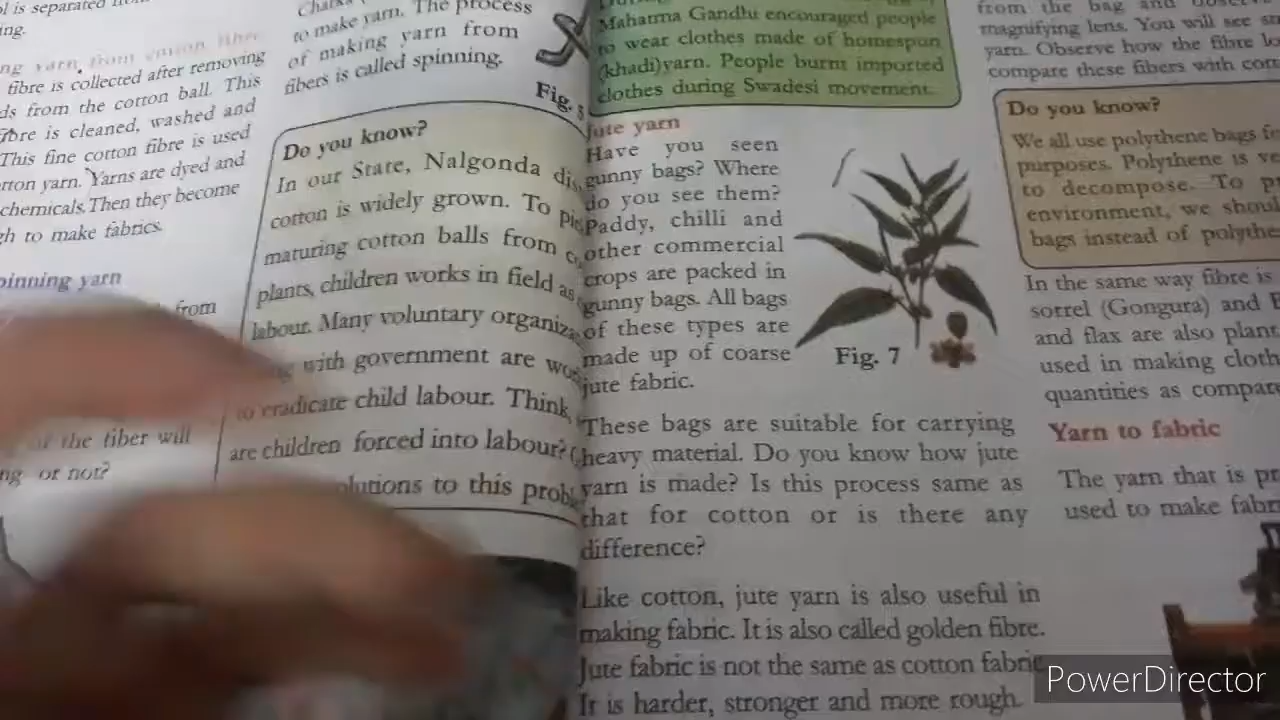 ing.
fibre is collected after removing
ds from the cotton ball. This
fibre is cleaned, washed and
This fine cotton fibre is used
tton yarn. Yarns are dyed and
chemicals. Then they become
gh to make fabrics.
pinning yarn
from
of the fiber will
ng or not?
to make yarn. The process
of making yarn from
fibers is called spinning.
Fig.
Do you know?
In our State, Nalgonda dis
cotton is widely grown. To pic
maturing cotton balls from
plants, children works in field as
labour. Many voluntary organiza
with government are wo
to eradicate child labour. Think,
are children forced into labour?
olutions to this prob
Mahatma Gandhi encouraged people
to wear clothes made of homespun
(khadi)yarn. People burnt imported
clothes during Swadesi movement.
Jute yarn
Have you seen
gunny bags? Where
do you see them?
Paddy, chilli and
other commercial
crops are packed in
gunny bags. All bags
of these types are
made up of coarse
jute fabric.
Fig. 7
These bags are suitable for carrying
heavy material. Do you know how jute
yarn is made? Is this process same as
that for cotton or is there any
difference?
Like cotton, jute yarn is also useful in
making fabric. It is also called golden fibre.
Jute fabric is not the same as cotton fabric
It is harder, stronger and more rough.
from the bag and observe
magnifying lens. You will see
yarn. Observe how the fibre lo
compare these fibers with
Do you know?
We all use polythene bags
purposes. Polythene is ve
to decompose. To pr
environment, we shoul
bags instead of polythe
In the same way fibre is
sorrel (Gongura) and
and flax are also plant
used in making cloth
quantities as compare
Yarn to fabric
The yarn that is pr
used to make fabr
PowerDirector